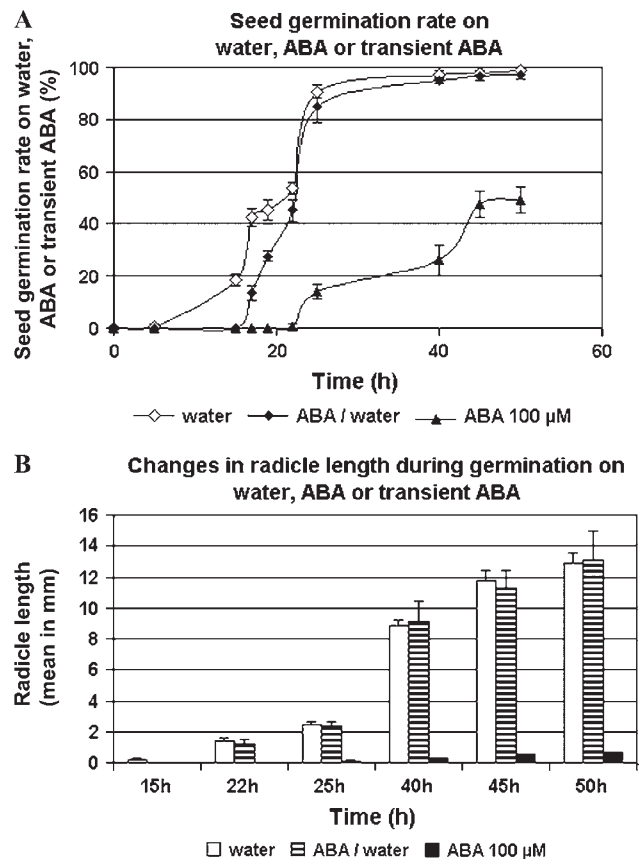 A
Seed germination rate on
water, ABA or transient ABA
Seed germination rate on water,
ABA or transient ABA (%)
100
80
60
40
20
0
0
20
40
60
Time (h)
water
ABA / water
ABA 100 µM
B
Changes in radicle length during germination on
water, ABA or transient ABA
Radicle length
(mean in mm)
16
14
12
10
8
6
4
2
0
15h
22h
25h
40h
45h
50h
Time (h)
water
ABA / water
ABA 100 µM